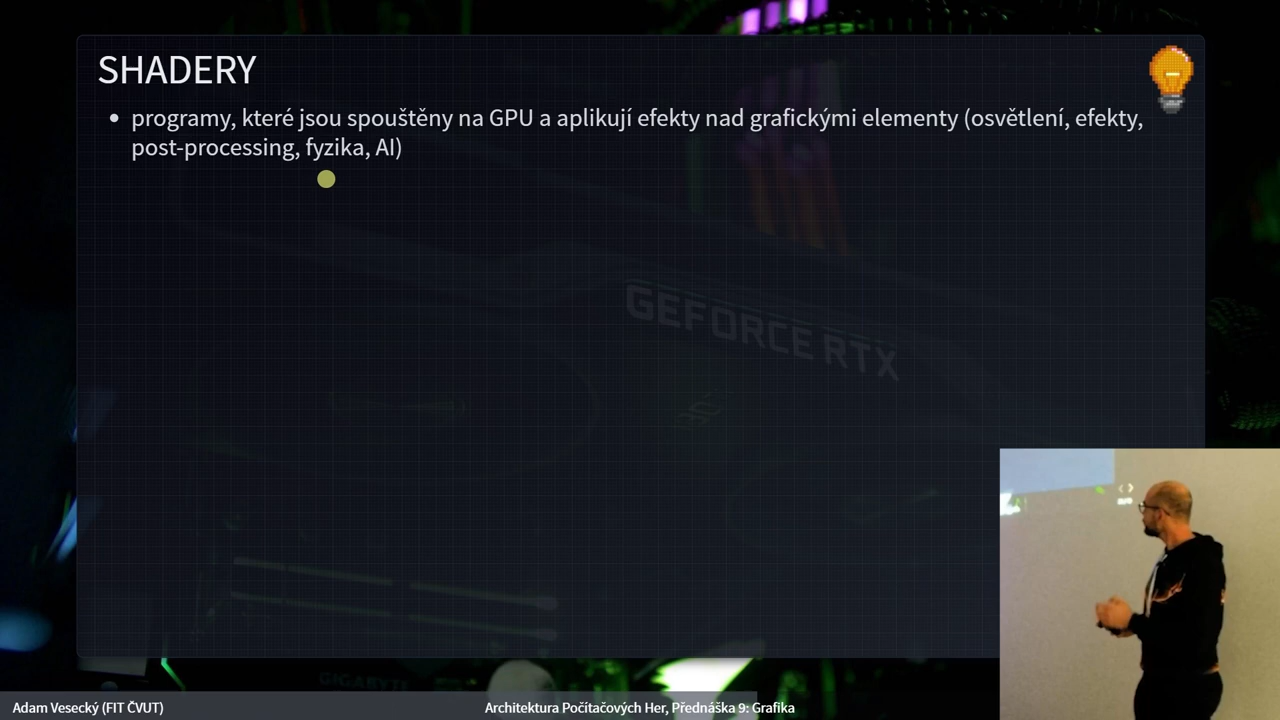 SHADERY
programy, které jsou spouštěny na GPU a aplikují efekty nad grafickými elementy (osvětlení, efekty,
post-processing, fyzika, AI)
GEFORCE RTX
GIGABYTE
Adam Vesecký (FIT ČVUT)
Architektura Počítačových Her, Přednáška 9: Grafika